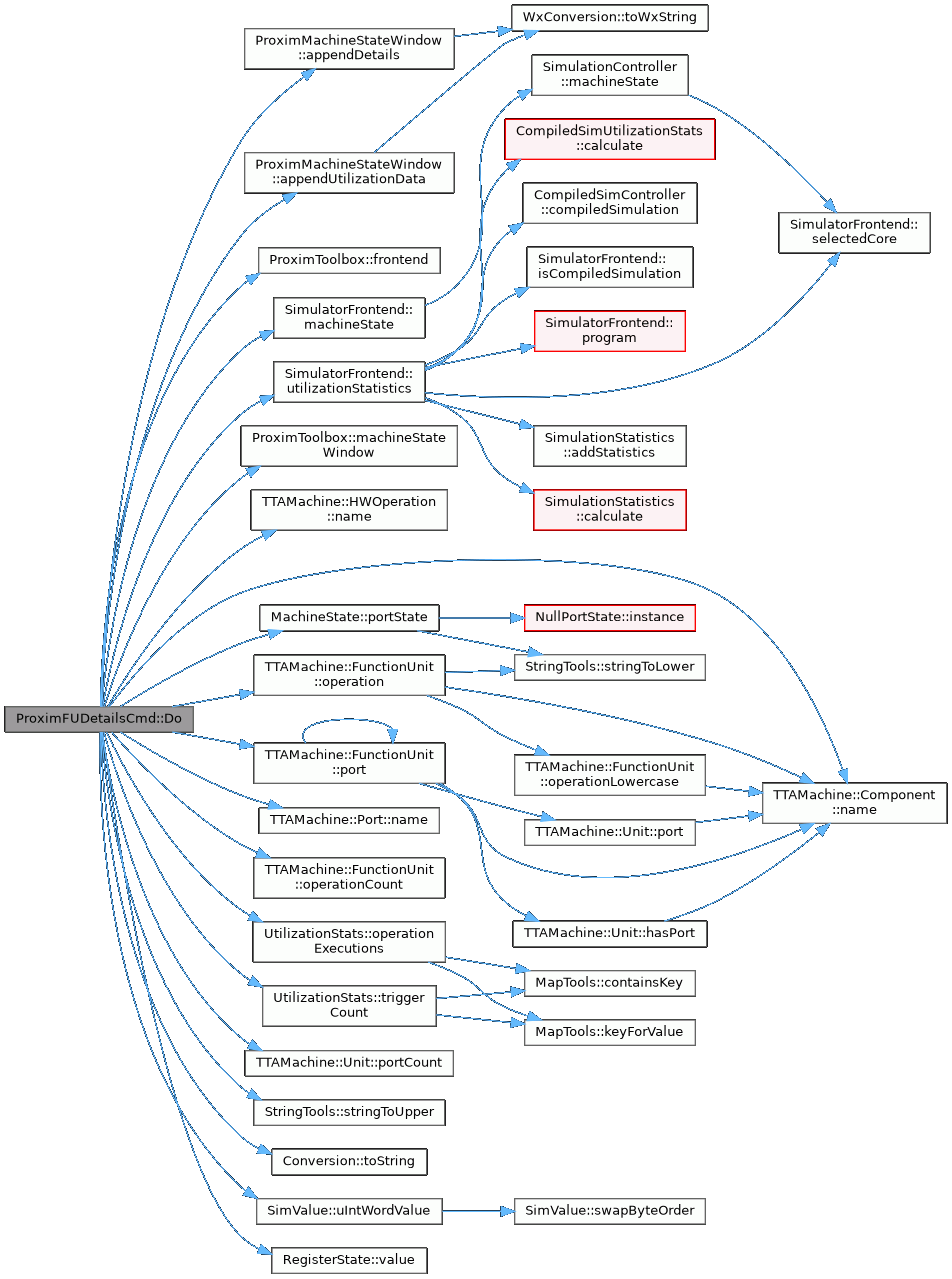 WxConversion::toWxString
ProximMachineStateWindow
::appendDetails
SimulationController
::machineState
CompiledSimUtilizationStats
::calculate
ProximMachineStateWindow
::appendUtilizationData
CompiledSimController
::compiledSimulation
SimulatorFrontend::
selectedCore
ProximToolbox::frontend
SimulatorFrontend::
isCompiledSimulation
SimulatorFrontend::
machineState
SimulatorFrontend::
program
SimulatorFrontend::
utilizationStatistics
ProximToolbox::machineState
Window
SimulationStatistics
::addStatistics
TTAMachine::HWOperation
::name
SimulationStatistics
::calculate
MachineState::portState
NullPortState::instance
TTAMachine::FunctionUnit
::operation
StringTools::stringToLower
ProximFUDetailsCmd::Do
TTAMachine::FunctionUnit
::port
TTAMachine::FunctionUnit
::operationLowercase
TTAMachine::Component
::name
TTAMachine::Port::name
TTAMachine::Unit::port
TTAMachine::FunctionUnit
::operationCount
UtilizationStats::operation
Executions
TTAMachine::Unit::hasPort
UtilizationStats::trigger
Count
MapTools::containsKey
MapTools::keyForValue
TTAMachine::Unit::portCount
StringTools::stringToUpper
Conversion::toString
SimValue::uIntWordValue
SimValue::swapByteOrder
RegisterState::value